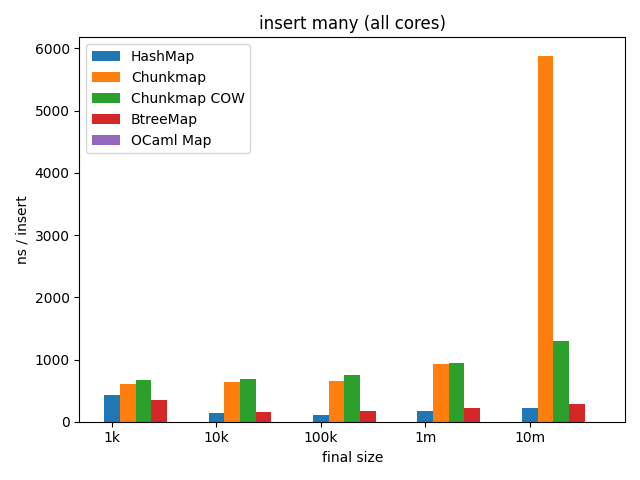 insert many (all cores)
HashMap
Chunkmap
Chunkmap COW
BtreeMap
OCaml Map
ns / insert
6000
5000
4000
3000
2000
1000
0
1k 10k 100k 1m 10m
final size